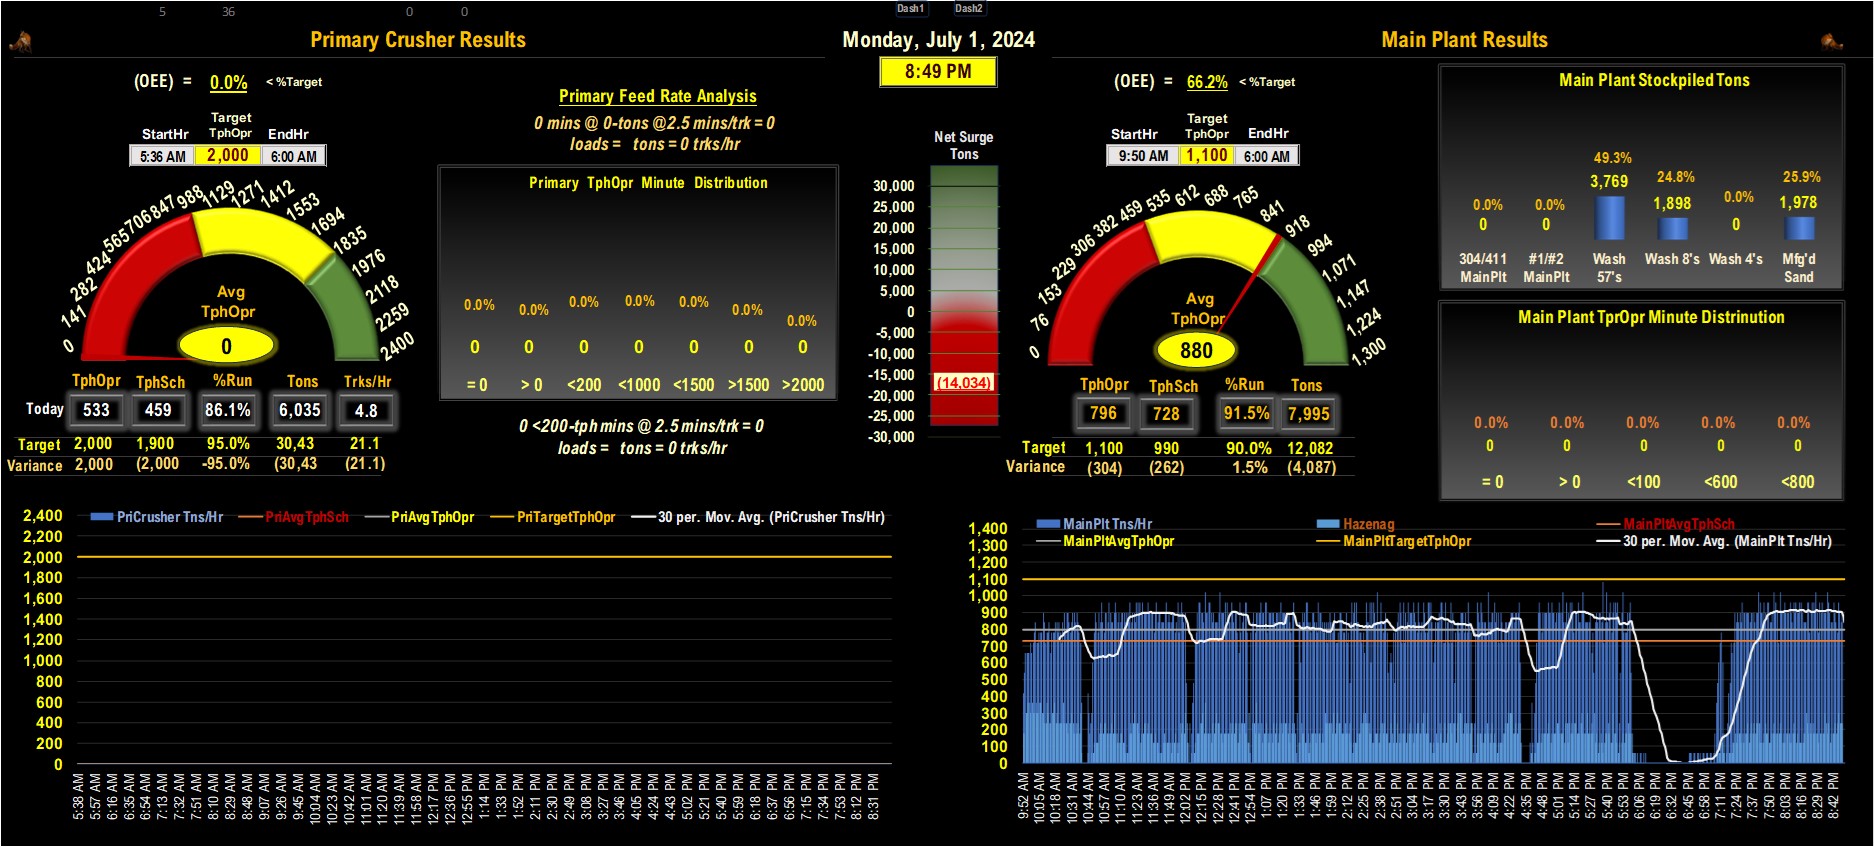 5 36 0 0
Dash1 Dash2
Primary Crusher Results
Monday, July 1, 2024
Main Plant Results
8:49 PM
(OEE) = 0.0% < %Target
Target
StartHr TphOpr EndHr
5:36 AM 2,000 6:00 AM
0 141 282 424 565 706 847 988 1129 1271 1412 1553 1694 1835 1976 2118 2259 2400
Avg
TphOpr
0
TphOpr TphSch %Run Tons Trks/Hr
Today 533 459 86.1% 6,035 4.8
Target 2,000 1,900 95.0% 30,43 21.1
Variance 2,000 (2,000 -95.0% (30,43 (21.1)
Primary Feed Rate Analysis
0 mins @ 0-tons @2.5 mins/trk = 0
loads = tons = 0 trks/hr
Primary TphOpr Minute Distribution
0.0% 0.0% 0.0% 0.0% 0.0% 0.0% 0.0%
0 0 0 0 0 0 0
= 0 > 0 <200 <1000 <1500 >1500 >2000
0 <200-tph mins @ 2.5 mins/trk = 0
loads = tons = 0 trks/hr
Net Surge
Tons
30,000
25,000
20,000
15,000
10,000
5,000
0
-5,000
-10,000
-15,000
(14,034)
-20,000
-25,000
-30,000
(OEE) = 66.2% < %Target
Target
StartHr TphOpr EndHr
9:50 AM 1,100 6:00 AM
0 76 153 229 306 382 459 535 612 688 765 841 918 994 1,071 1,147 1,224 1,300
Avg
TphOpr
880
TphOpr TphSch %Run Tons
796 728 91.5% 7,995
Target 1,100 990 90.0% 12,082
Variance (304) (262) 1.5% (4,087)
Main Plant Stockpiled Tons
0.0% 0.0% 49.3% 24.8% 0.0% 25.9%
0 0 3,769 1,898 0 1,978
304/411 #1/#2 Wash Wash 8's Wash 4's Mfg'd
MainPlt MainPlt 57's Sand
Main Plant TprOpr Minute Distrinution
0.0% 0.0% 0.0% 0.0% 0.0%
0 0 0 0 0
= 0 > 0 <100 <600 <800
PriCrusher Tns/Hr PriAvgTphSch PriAvgTphOpr PriTargetTphOpr 30 per. Mov. Avg. (PriCrusher Tns/Hr)
2,400
2,200
2,000
1,800
1,600
1,400
1,200
1,000
800
600
400
200
0
5:38 AM 5:57 AM 6:16 AM 6:35 AM 6:54 AM 7:13 AM 7:32 AM 7:51 AM 8:10 AM 8:29 AM 8:48 AM 9:07 AM 9:26 AM 9:45 AM 10:04 AM 10:23 AM 10:42 AM 11:01 AM 11:20 AM 11:39 AM 11:58 AM 12:17 PM 12:36 PM 12:55 PM 1:14 PM 1:33 PM 1:52 PM 2:11 PM 2:30 PM 2:49 PM 3:08 PM 3:27 PM 3:46 PM 4:05 PM 4:24 PM 4:43 PM 5:02 PM 5:21 PM 5:40 PM 5:59 PM 6:18 PM 6:37 PM 6:56 PM 7:15 PM 7:34 PM 7:53 PM 8:12 PM 8:31 PM
MainPlt Tns/Hr Hazenag MainPltAvgTphSch
MainPltAvgTphOpr MainPltTargetTphOpr 30 per. Mov. Avg. (MainPlt Tns/Hr)
1,400
1,300
1,200
1,100
1,000
900
800
700
600
500
400
300
200
100
0
9:52 AM 10:05 AM 10:18 AM 10:31 AM 10:44 AM 10:57 AM 11:10 AM 11:23 AM 11:36 AM 11:49 AM 12:02 PM 12:15 PM 12:28 PM 12:41 PM 12:54 PM 1:07 PM 1:20 PM 1:33 PM 1:46 PM 1:59 PM 2:12 PM 2:25 PM 2:38 PM 2:51 PM 3:04 PM 3:17 PM 3:30 PM 3:43 PM 3:56 PM 4:09 PM 4:22 PM 4:35 PM 4:48 PM 5:01 PM 5:14 PM 5:27 PM 5:40 PM 5:53 PM 6:06 PM 6:19 PM 6:32 PM 6:45 PM 6:58 PM 7:11 PM 7:24 PM 7:37 PM 7:50 PM 8:03 PM 8:16 PM 8:29 PM 8:42 PM